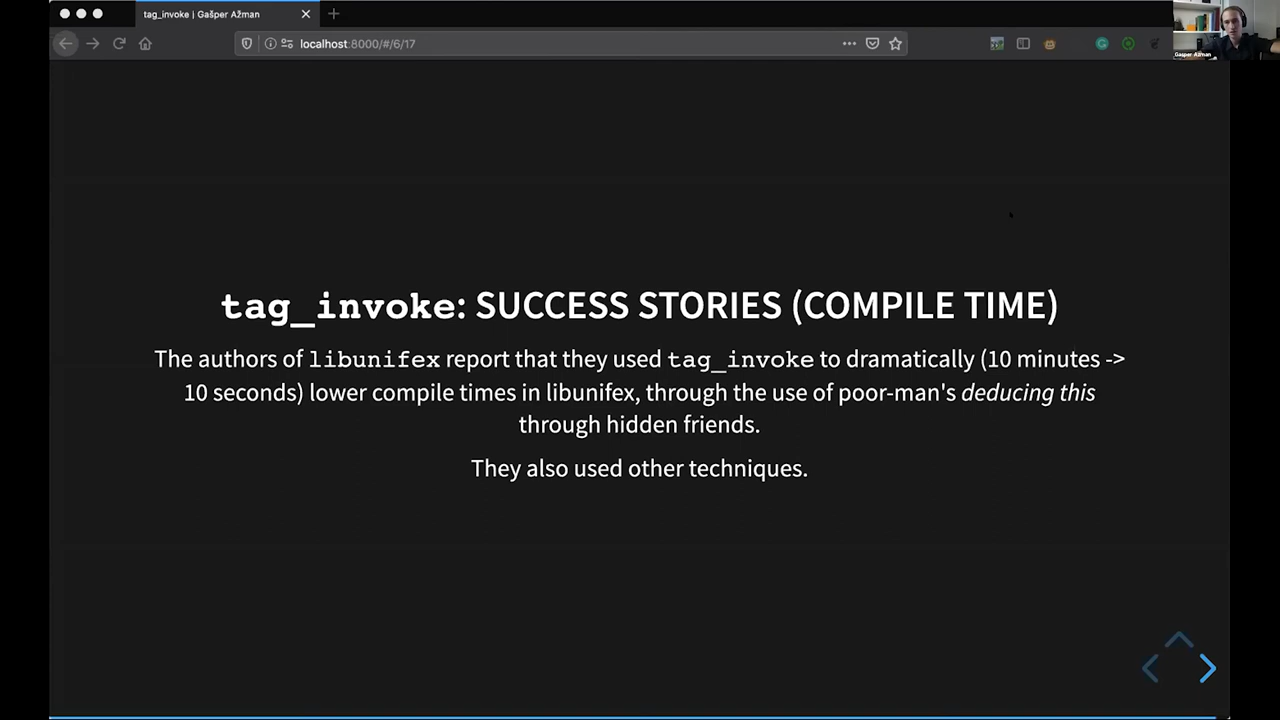 tag_invoke | Gašper Ažman
localhost:8000/#/6/17
Gašper Ažman
tag_invoke: SUCCESS STORIES (COMPILE TIME)
The authors of libunifex report that they used tag_invoke to dramatically (10 minutes ->
10 seconds) lower compile times in libunifex, through the use of poor-man's deducing this
through hidden friends.
They also used other techniques.